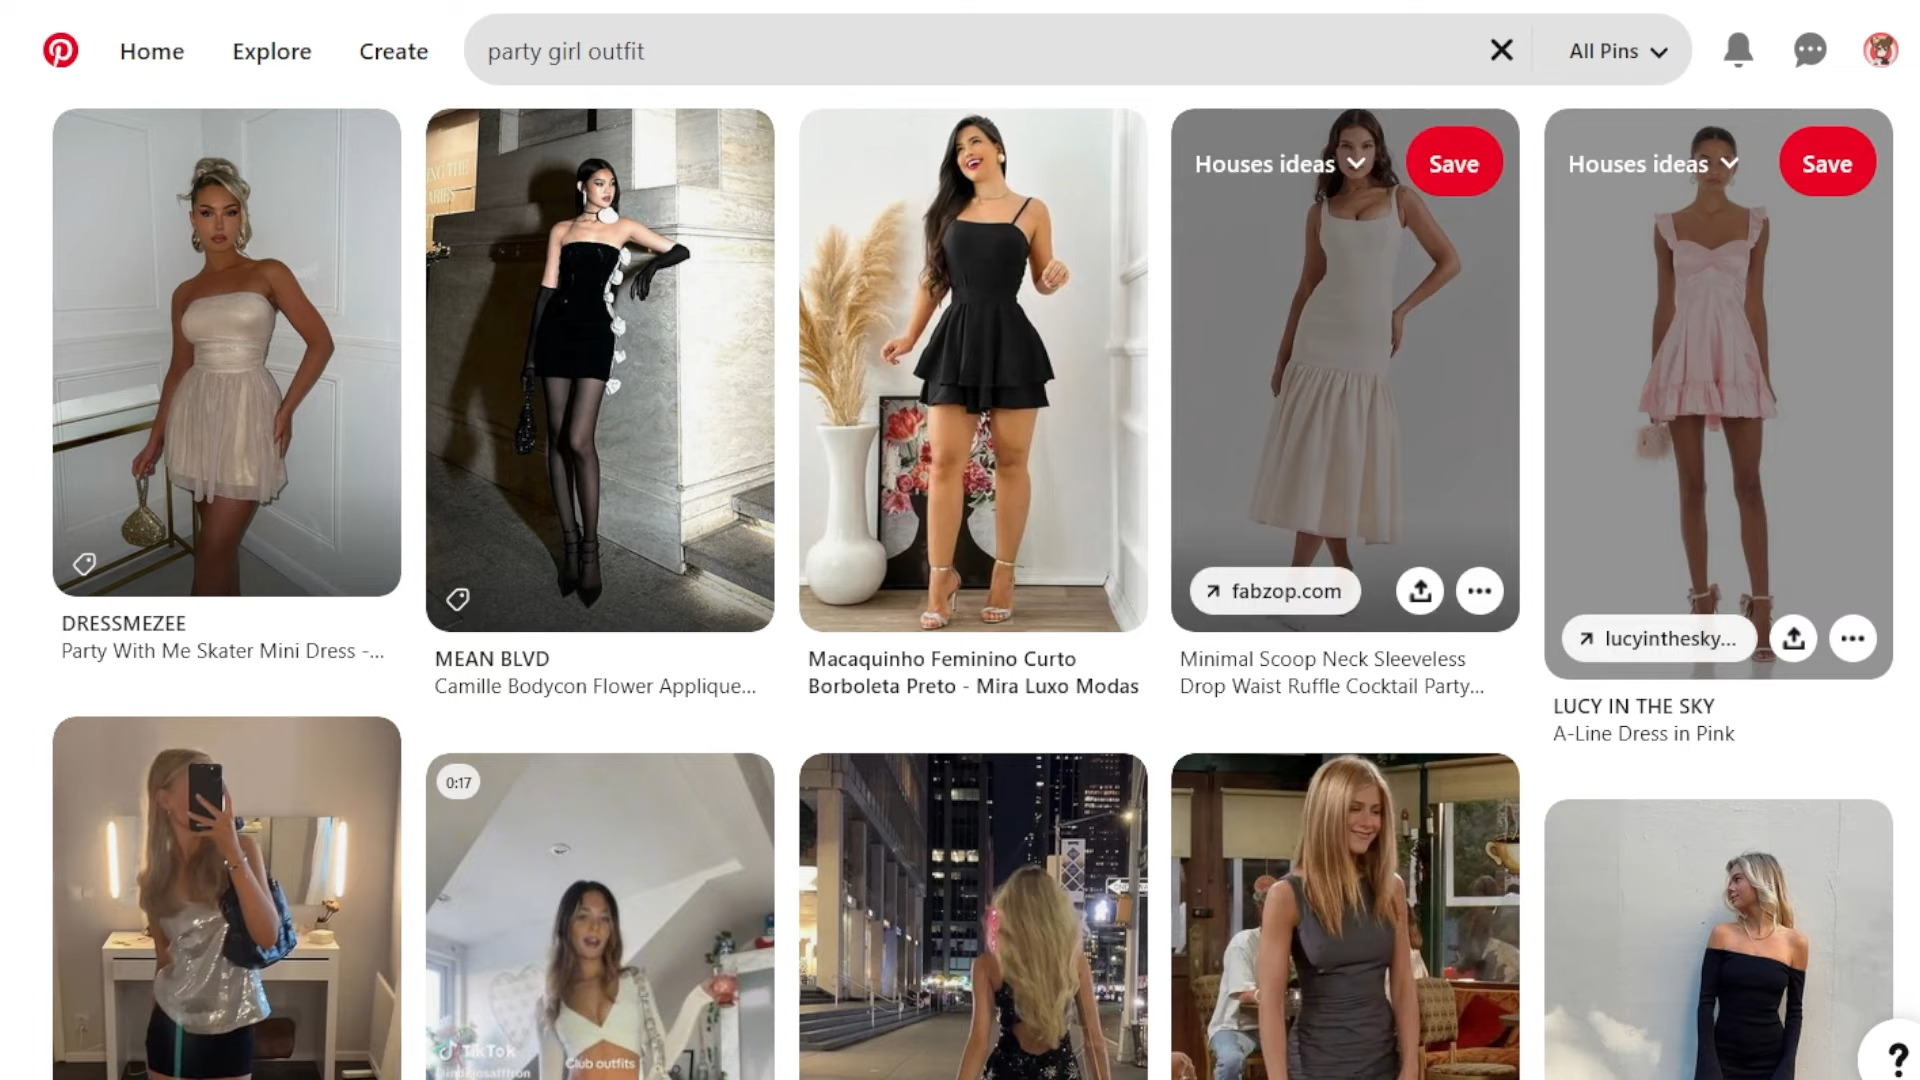 Home
Explore
Create
party girl outfit
All Pins
Houses ideas
Save
Houses ideas
Save
fabzop.com
lucyinthesky...
DRESSMEZEE
Party With Me Skater Mini Dress -...
MEAN BLVD
Camille Bodycon Flower Applique...
Macaquinho Feminino Curto
Borboleta Preto - Mira Luxo Modas
Minimal Scoop Neck Sleeveless
Drop Waist Ruffle Cocktail Party...
LUCY IN THE SKY
A-Line Dress in Pink
0:17
TikTok
Club outfits
?